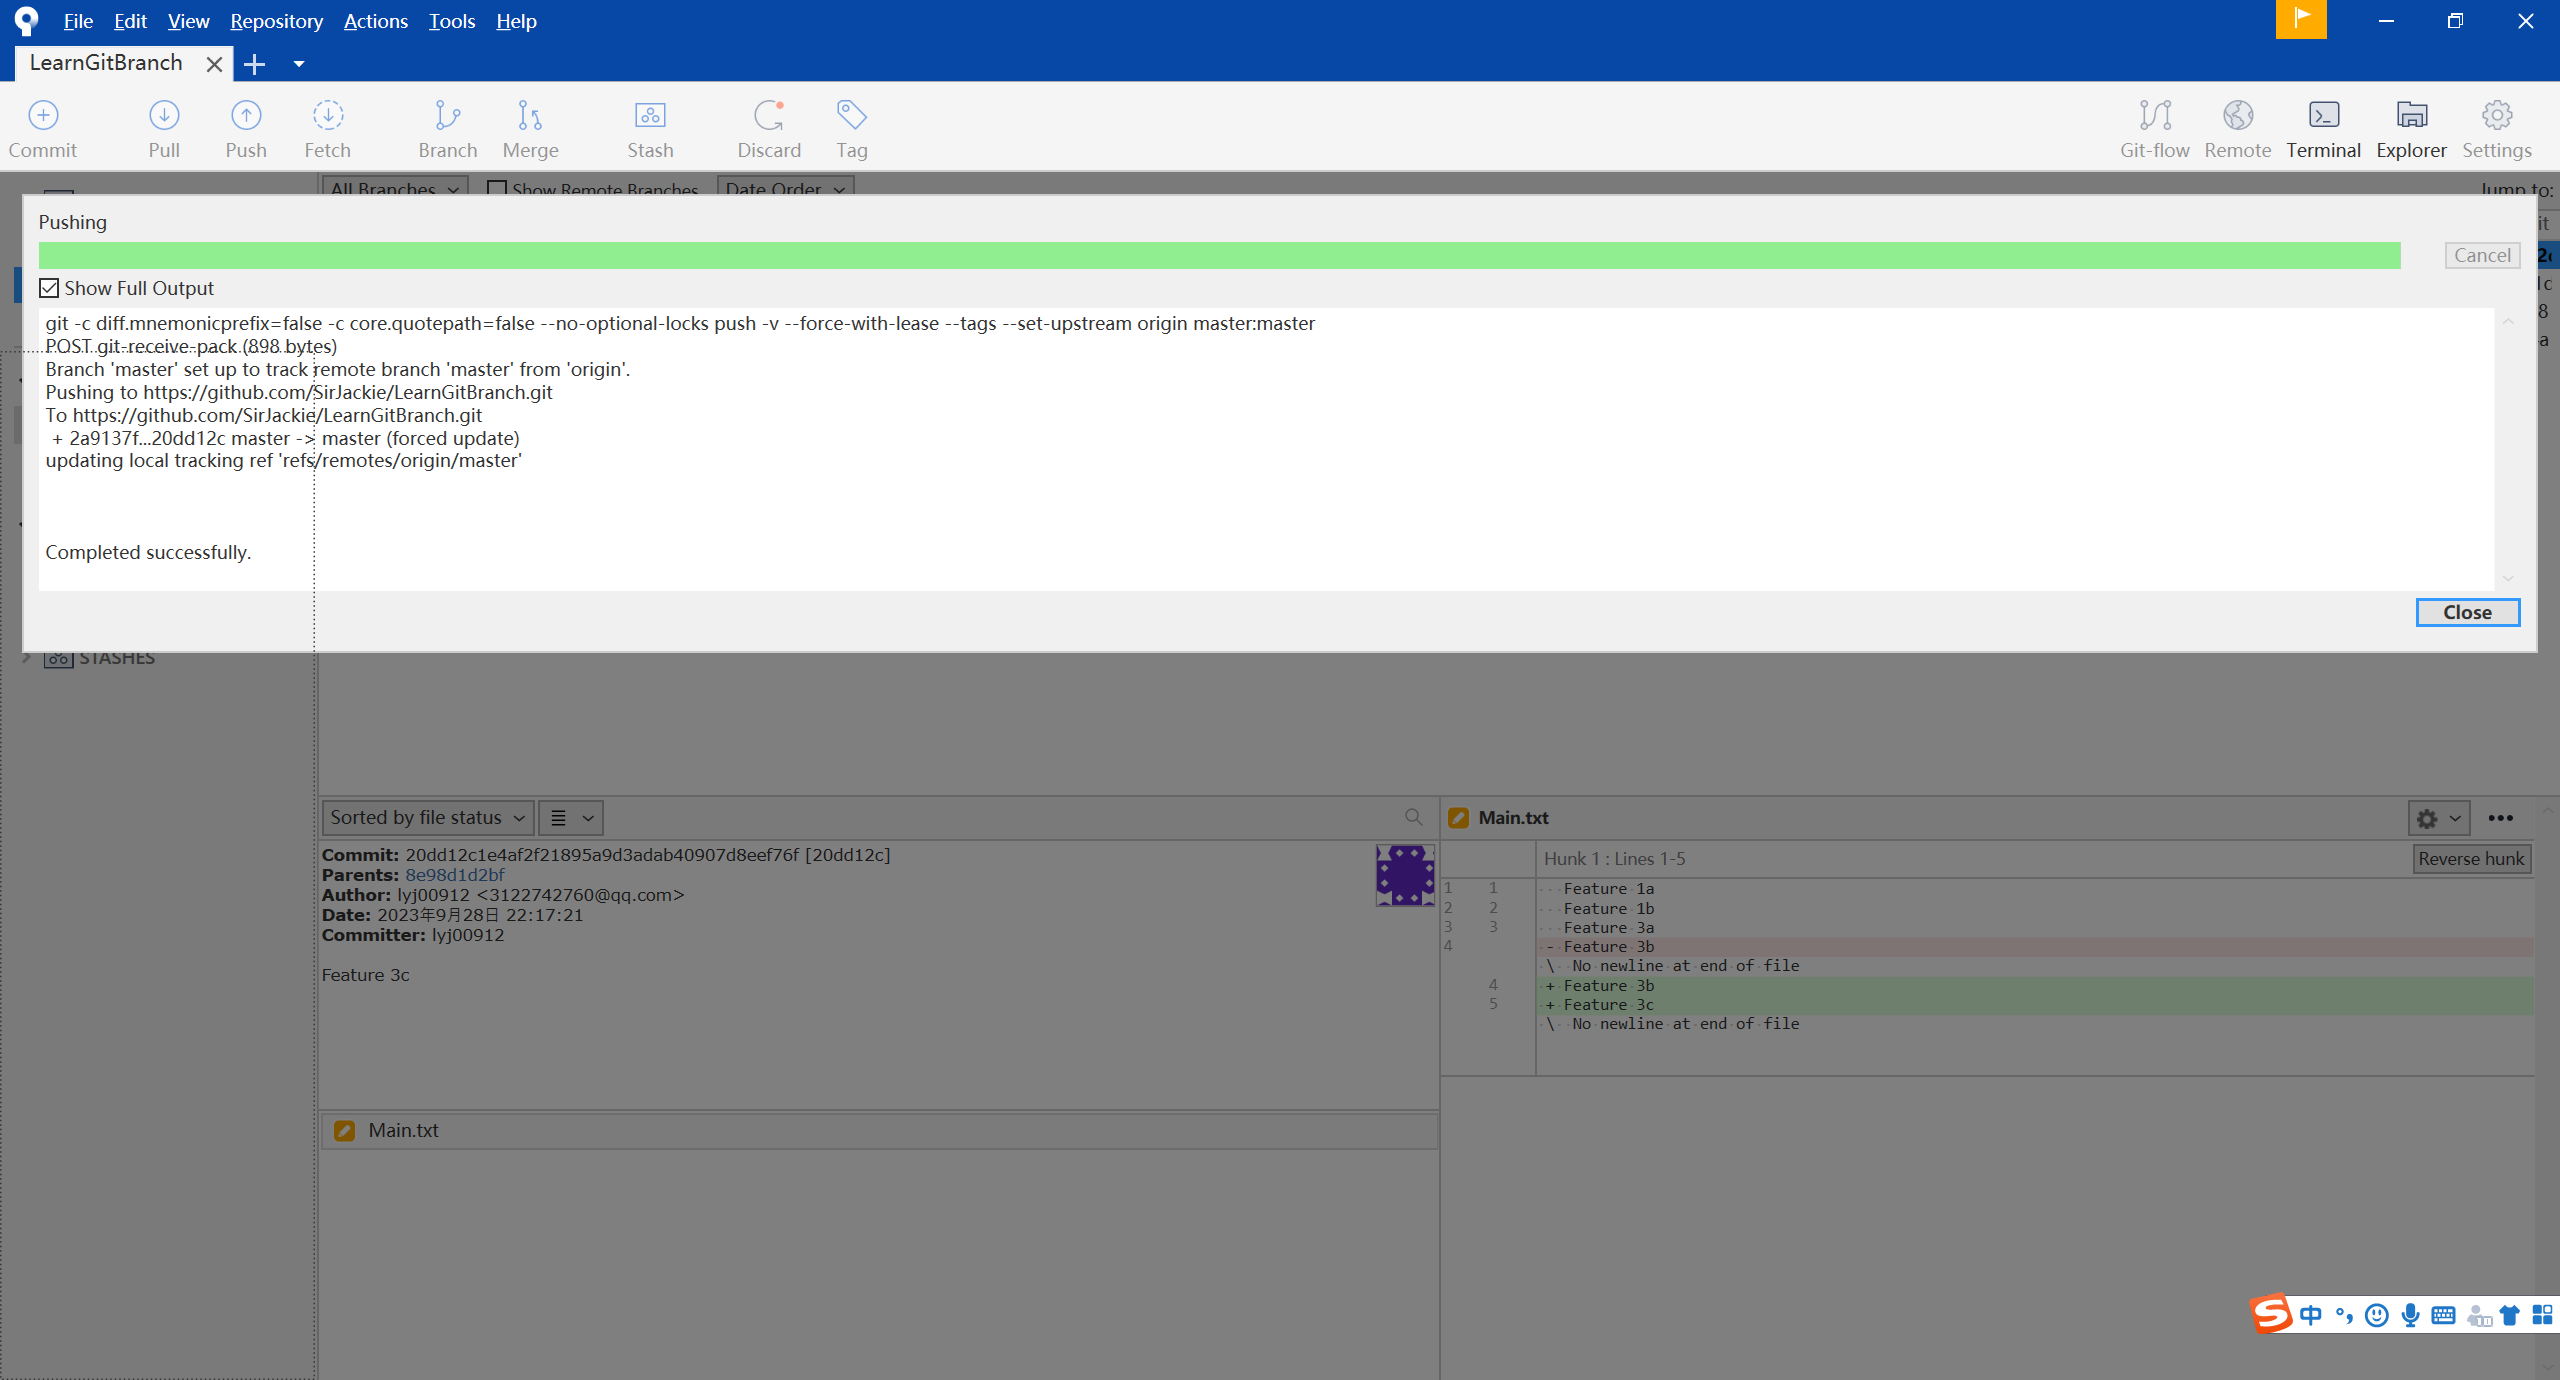 File Edit View Repository Actions Tools Help
LearnGitBranch
Commit Pull Push Fetch Branch Merge Stash Discard Tag Git-flow Remote Terminal Explorer Settings
All Branches Show Remote Branches Date Order Jump to:
Pushing
Cancel
Show Full Output
git -c diff.mnemonicprefix=false -c core.quotepath=false --no-optional-locks push -v --force-with-lease --tags --set-upstream origin master:master
POST git-receive-pack (898 bytes)
Branch 'master' set up to track remote branch 'master' from 'origin'.
Pushing to https://github.com/SirJackie/LearnGitBranch.git
To https://github.com/SirJackie/LearnGitBranch.git
+ 2a9137f...20dd12c master -> master (forced update)
updating local tracking ref 'refs/remotes/origin/master'
Completed successfully.
Close
STASHES
Sorted by file status
Commit: 20dd12c1e4af2f21895a9d3adab40907d8eef76f [20dd12c]
Parents: 8e98d1d2bf
Author: lyj00912 <3122742760@qq.com>
Date: 2023年9月28日 22:17:21
Committer: lyj00912
Feature 3c
Main.txt
Main.txt
Hunk 1 : Lines 1-5 Reverse hunk
1 1 Feature 1a
2 2 Feature 1b
3 3 Feature 3a
4 - Feature 3b
\ No newline at end of file
4 + Feature 3b
5 + Feature 3c
\ No newline at end of file
中